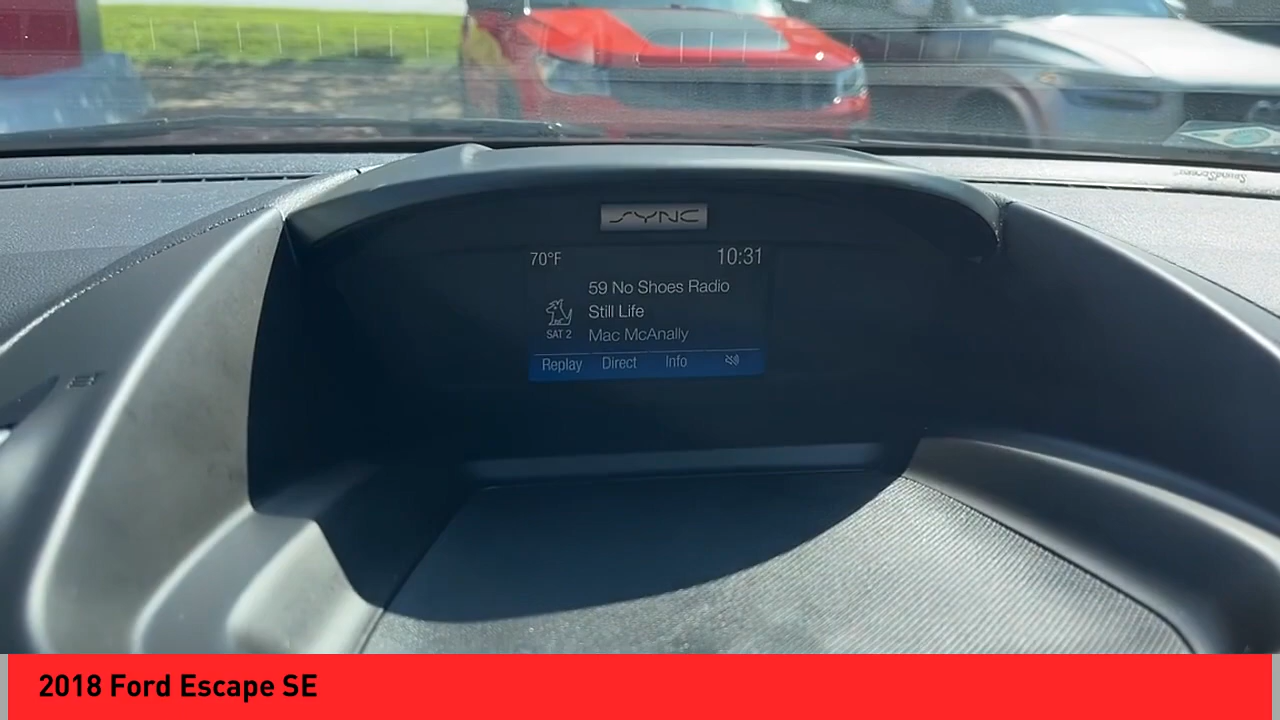 SYNC
70°F 10:31
59 No Shoes Radio
Still Life
SAT 2 Mac McAnally
Replay Direct Info
2018 Ford Escape SE